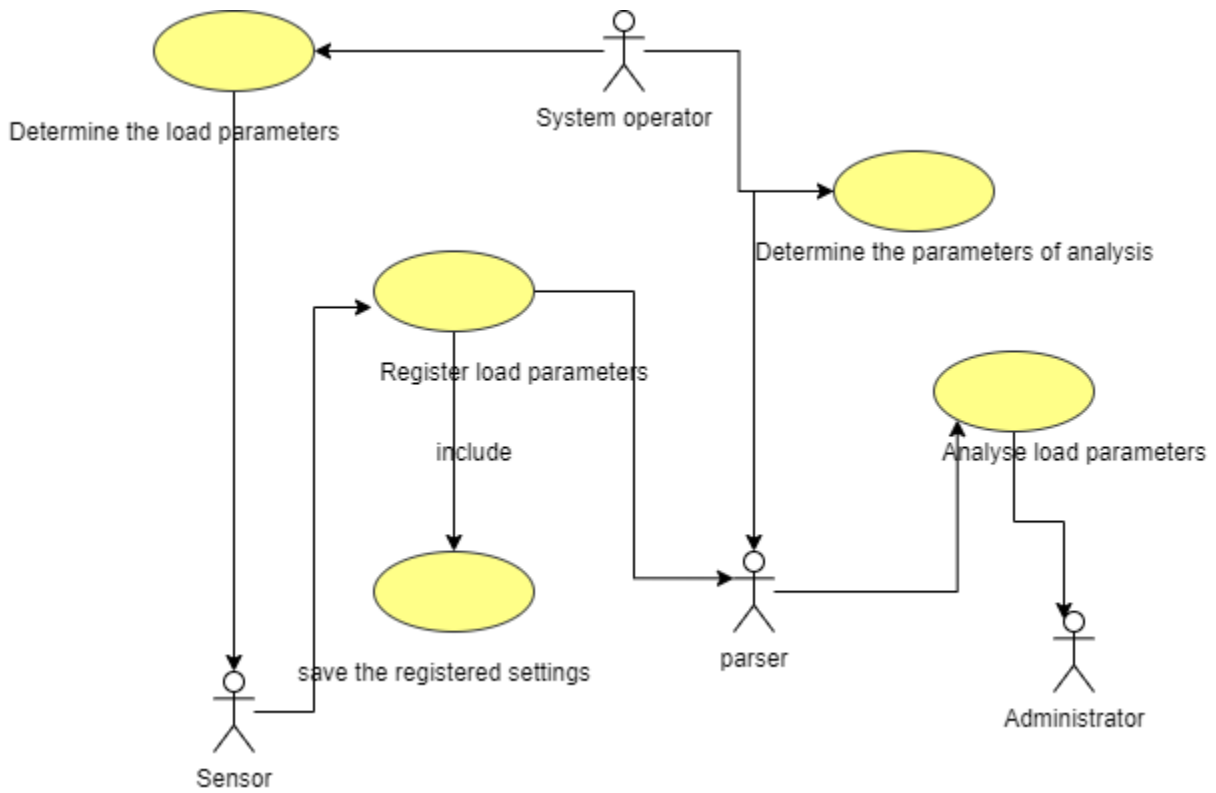 System operator
Determine the load parameters
Determine the parameters of analysis
Register load parameters
include
Analyse load parameters
save the registered settings
parser
Administrator
Sensor